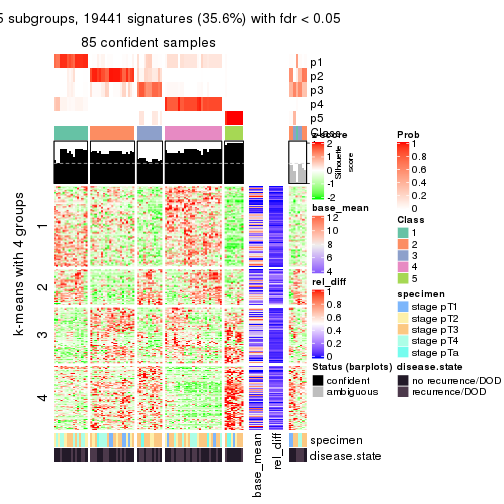 5 subgroups, 19441 signatures (35.6%) with fdr < 0.05
85 confident samples
p1
p2
p3
p4
p5
Class
Silhouette
score
k-means with 4 groups
1
2
3
4
base_mean
rel_diff
specimen
disease.state
z-score
2
1
0
-1
-2
base_mean
12
10
8
6
4
rel_diff
1
0.8
0.6
0.4
0.2
0
Status (barplots)
confident
ambiguous
Prob
1
0.8
0.6
0.4
0.2
0
Class
1
2
3
4
5
specimen
stage pT1
stage pT2
stage pT3
stage pT4
stage pTa
disease.state
no recurrence/DOD
recurrence/DOD